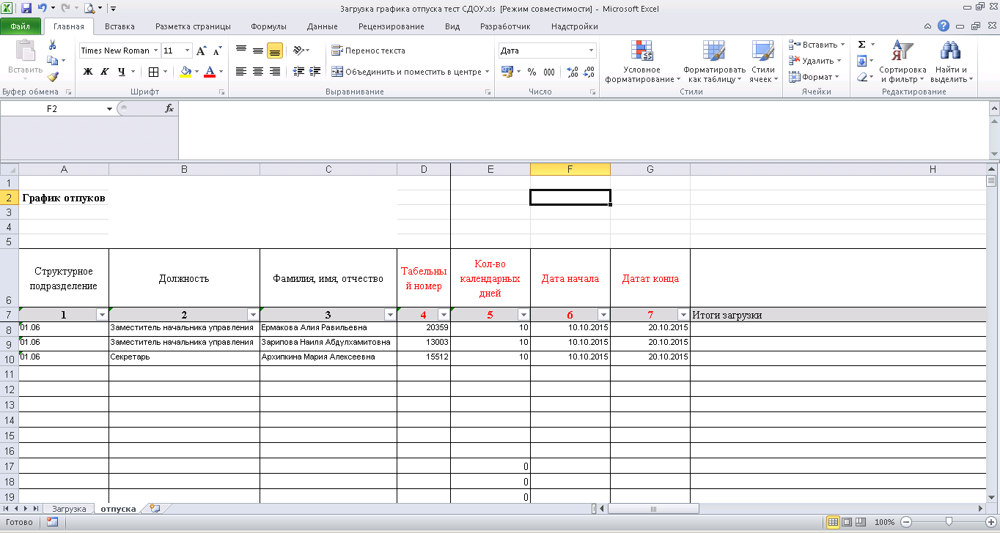 Загрузка графика отпуска тест СДОУ.xls [Режим совместимости] - Microsoft Excel
Файл Главная Вставка Разметка страницы Формулы Данные Рецензирование Вид Разработчик Надстройки
Вставить
Буфер обмена
Times New Roman 11
Ж К Ч
Шрифт
Перенос текста
Объединить и поместить в центре
Выравнивание
Дата
% 000
Число
Условное форматирование
Форматировать как таблицу
Стили ячеек
Стили
Вставить
Удалить
Формат
Ячейки
Сортировка и фильтр
Найти и выделить
Редактирование
F2 fx
A B C D E F G H
1
2 График отпуков
3
4
5
6 Структурное подразделение Должность Фамилия, имя, отчество Табельный номер Кол-во календарных дней Дата начала Датат конца
7 1 2 3 4 5 6 7 Итоги загрузки
8 01.06 Заместитель начальника управления Ермакова Алия Равильевна 20359 10 10.10.2015 20.10.2015
9 01.06 Заместитель начальника управления Зарипова Наиля Абдулхамитовна 13003 10 10.10.2015 20.10.2015
10 01.06 Секретарь Архипкина Мария Алексеевна 15512 10 10.10.2015 20.10.2015
11
12
13
14
15
16
17 0
18 0
19 0
Загрузка отпуска
Готово 100%